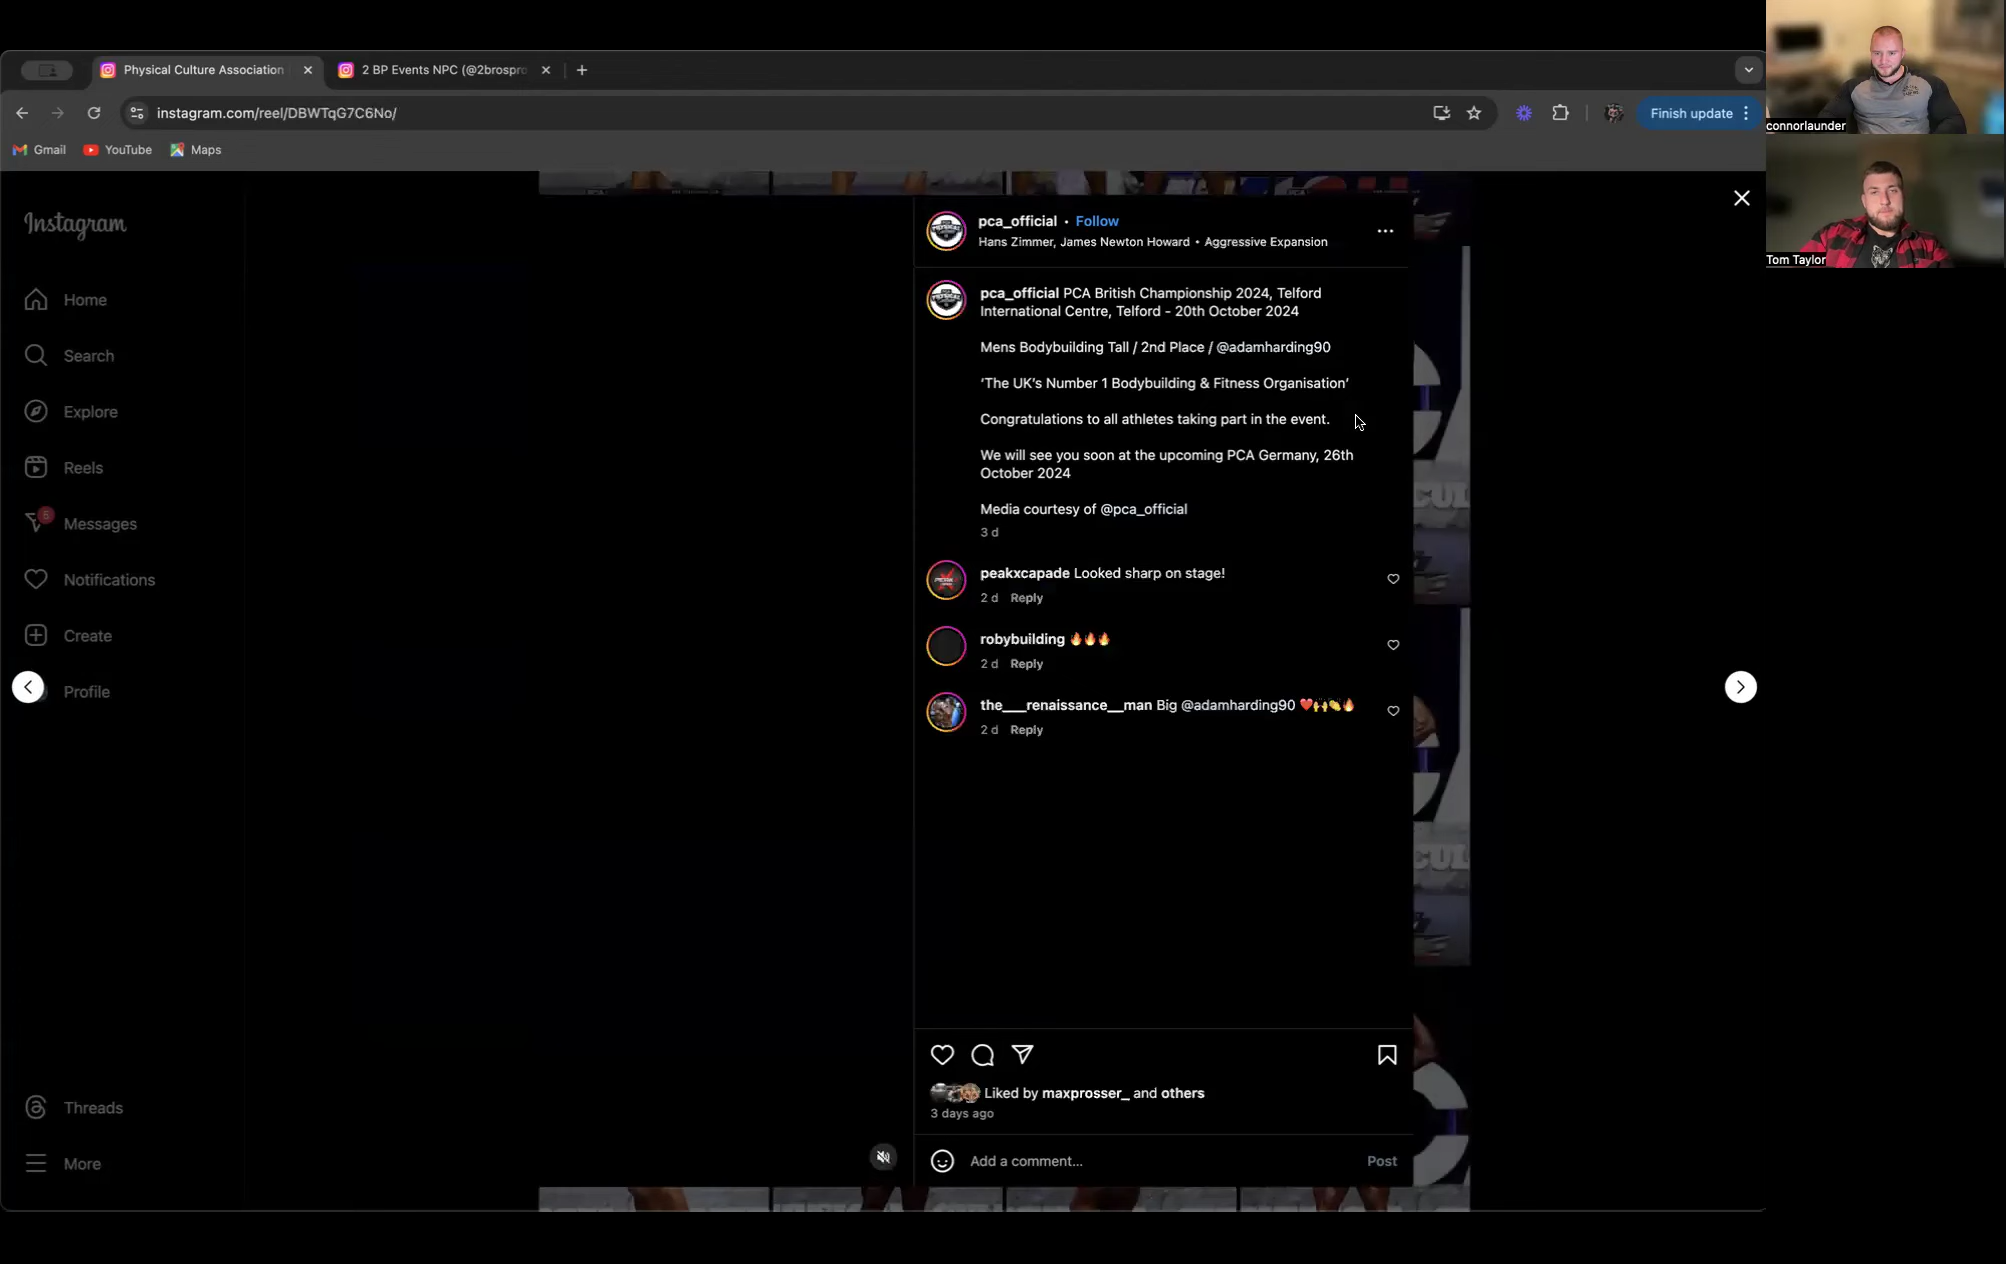 Physical Culture Association
2 BP Events NPC (@2brospro
instagram.com/reel/DBWTqG7C6No/
Finish update
Gmail
YouTube
Maps
connorlaunder
Tom Taylor
Instagram
Home
Search
Explore
Reels
5
Messages
Notifications
Create
Profile
Threads
More
pca_official • Follow
Hans Zimmer, James Newton Howard • Aggressive Expansion
pca_official PCA British Championship 2024, Telford
International Centre, Telford - 20th October 2024
Mens Bodybuilding Tall / 2nd Place / @adamharding90
‘The UK’s Number 1 Bodybuilding & Fitness Organisation’
Congratulations to all athletes taking part in the event.
We will see you soon at the upcoming PCA Germany, 26th
October 2024
Media courtesy of @pca_official
3 d
peakxcapade Looked sharp on stage!
2 d Reply
robybuilding 🔥🔥🔥
2 d Reply
the___renaissance__man Big @adamharding90 ❤️🙌👏🔥
2 d Reply
Liked by maxprosser_ and others
3 days ago
Add a comment...
Post